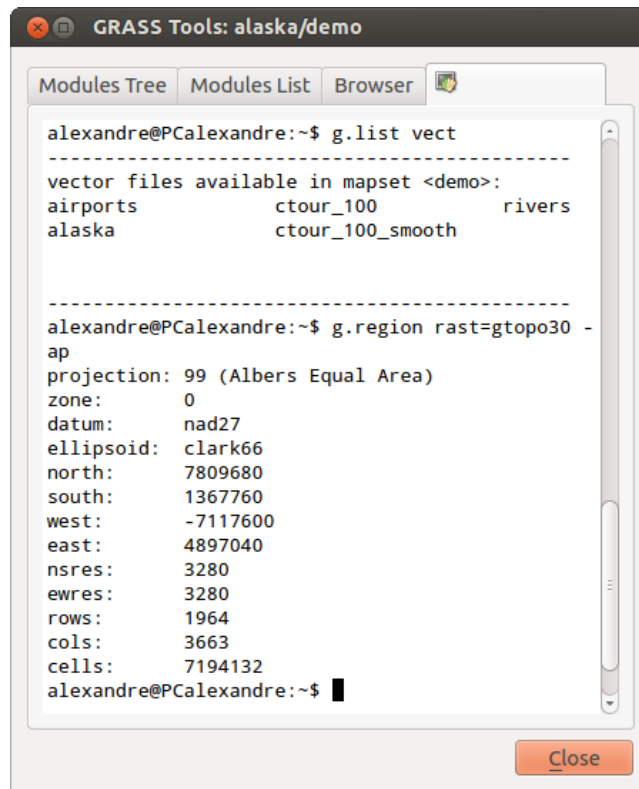 GRASS Tools: alaska/demo
Modules Tree Modules List Browser
alexandre@PCalexandre:~$ g.list vect
----------------------------------------------
vector files available in mapset <demo>:
airports ctour_100 rivers
alaska ctour_100_smooth
----------------------------------------------
alexandre@PCalexandre:~$ g.region rast=gtopo30 -
ap
projection: 99 (Albers Equal Area)
zone: 0
datum: nad27
ellipsoid: clark66
north: 7809680
south: 1367760
west: -7117600
east: 4897040
nsres: 3280
ewres: 3280
rows: 1964
cols: 3663
cells: 7194132
alexandre@PCalexandre:~$
Close